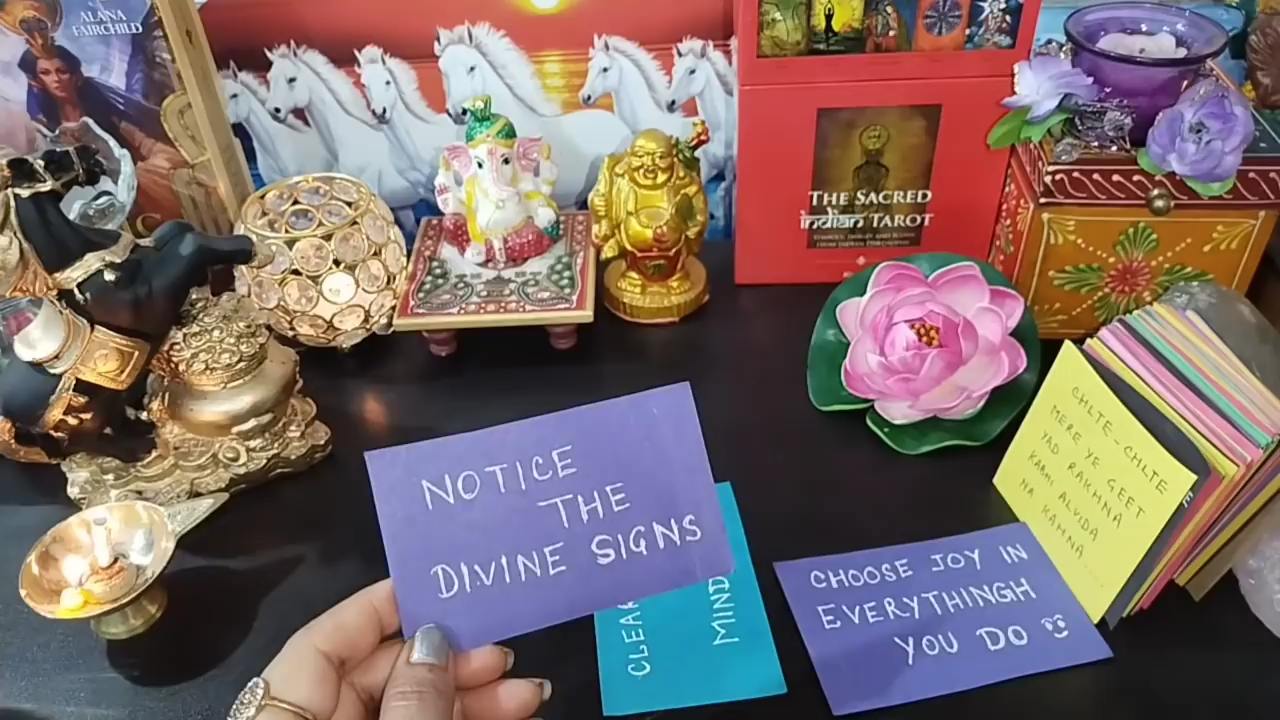 ALANA
FAIRCHILD
THE SACRED
indian TAROT
NOTICE
THE
DIVINE SIGNS
CLEAR
MIND
CHOOSE JOY IN
EVERYTHINGH
YOU DO
CHLTE-CHLTE
MERE YE GEET
YAD RAKHNA
KABHI ALVIDA
NA KAHNA....